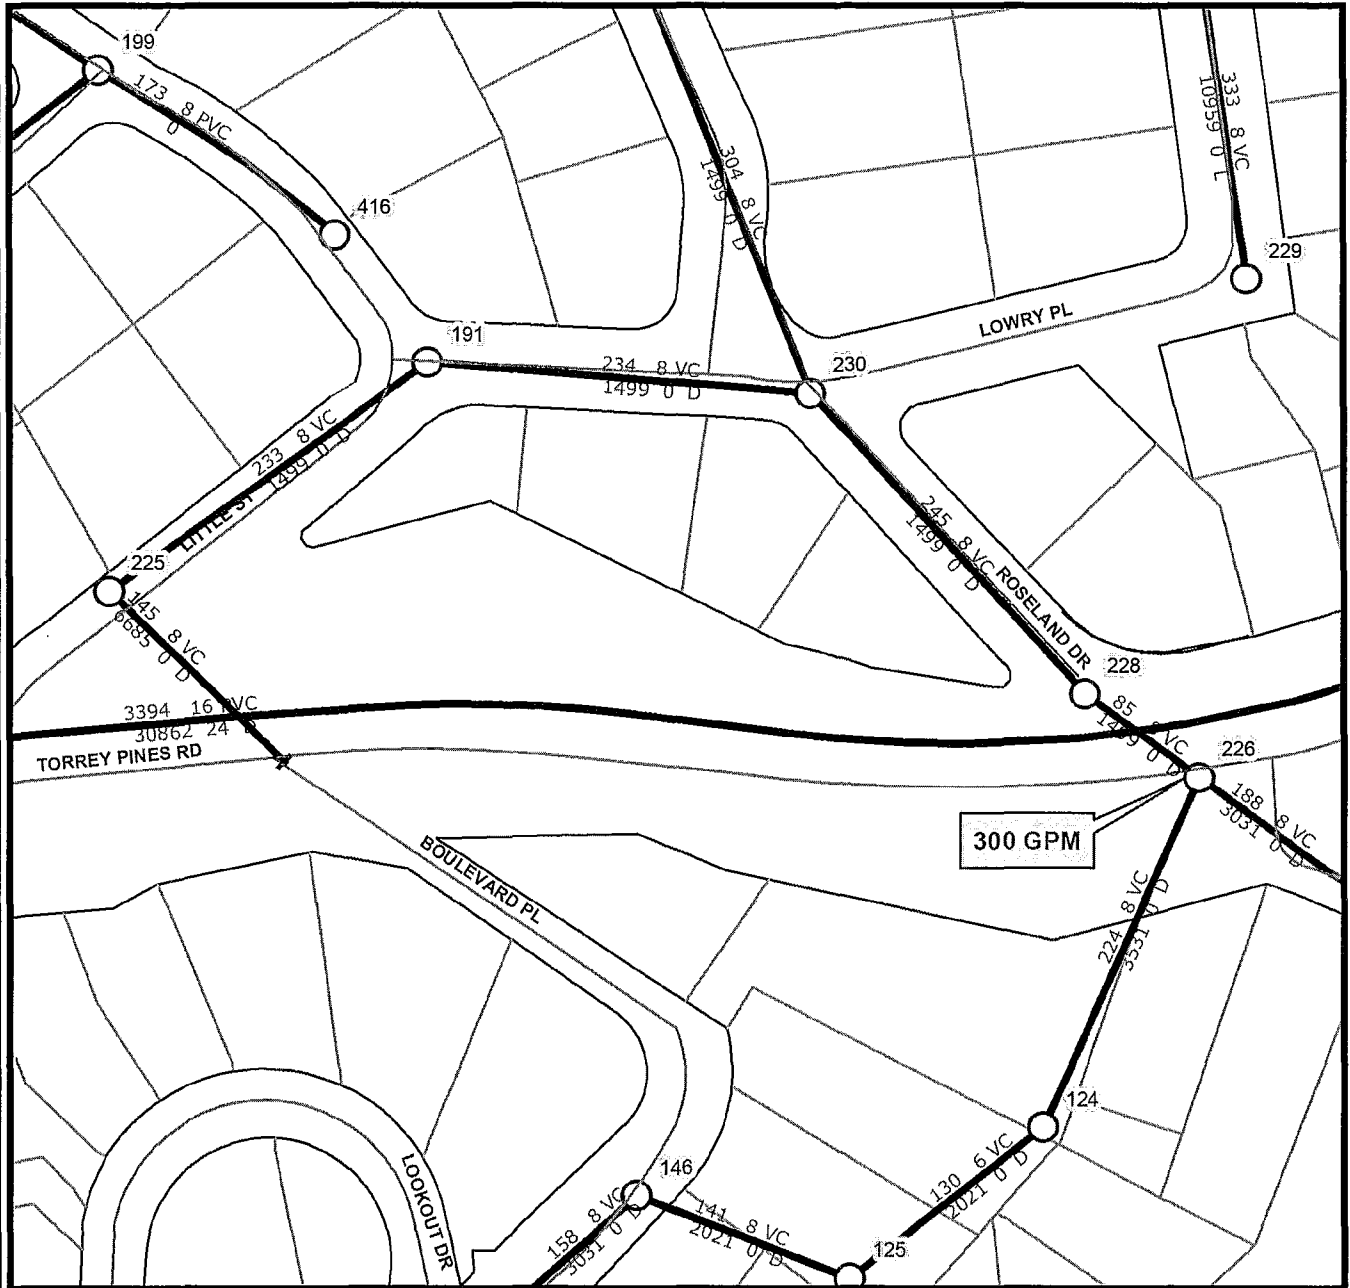 199
173 8 PVC
0
416
304 8 VC
1499 0 D
333 8 VC
10959 0 L
229
LOWRY PL
191
234 8 VC
1499 0 D
230
233 8 VC
1499 0 D
LITTLE ST
225
145 8 VC
6685 0 D
245 8 VC
1499 0 D
ROSELAND DR
228
85 8 VC
1499 0 D
226
3394 16 PVC
30862 24 D
TORREY PINES RD
188 8 VC
3031 0 D
300 GPM
BOULEVARD PL
224 8 VC
3531 0 D
124
130 6 VC
2021 0 D
146
141 8 VC
2021 0 D
158 8 VC
3031 0 D
125
LOOKOUT DR